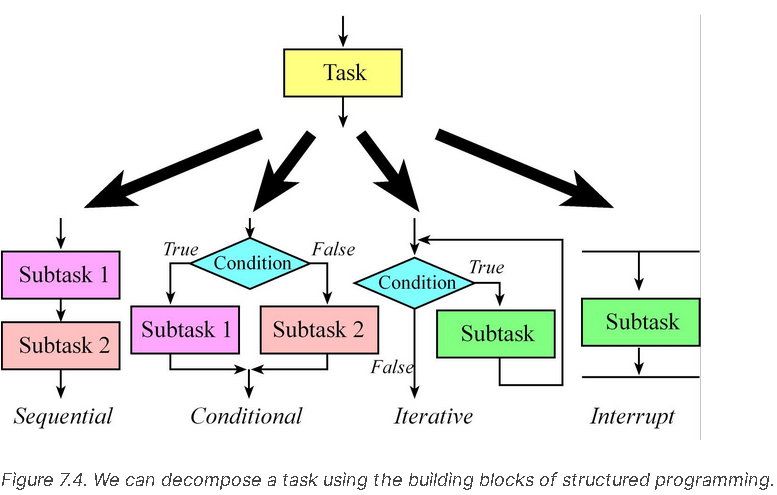 Task
True
False
Condition
Subtask 1
Subtask 2
Subtask 1
Subtask 2
Condition
True
Subtask
False
Subtask
Sequential
Conditional
Iterative
Interrupt
Figure 7.4. We can decompose a task using the building blocks of structured programming.